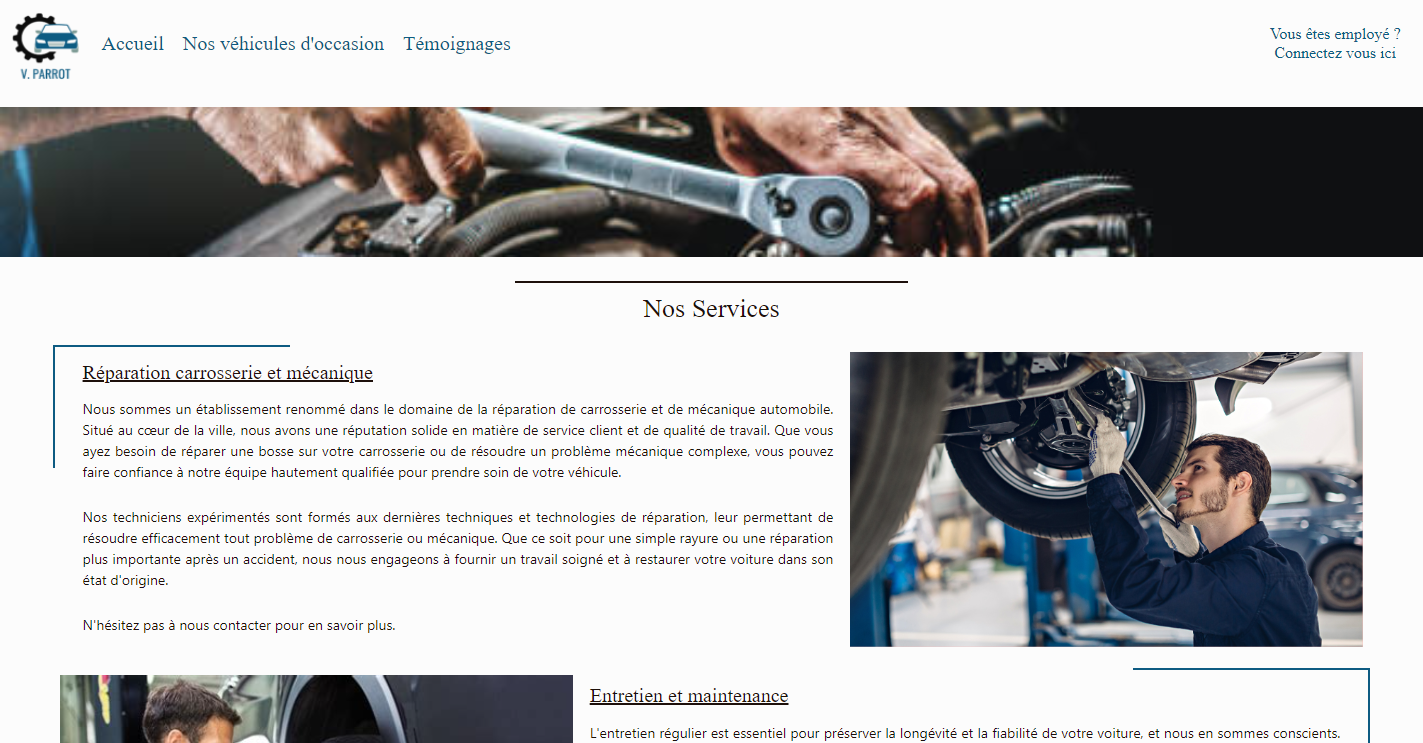 V. PARROT
Accueil
Nos véhicules d'occasion
Témoignages
Vous êtes employé ?
Connectez vous ici
Nos Services
Réparation carrosserie et mécanique
Nous sommes un établissement renommé dans le domaine de la réparation de carrosserie et de mécanique automobile.
Situé au cœur de la ville, nous avons une réputation solide en matière de service client et de qualité de travail. Que vous
ayez besoin de réparer une bosse sur votre carrosserie ou de résoudre un problème mécanique complexe, vous pouvez
faire confiance à notre équipe hautement qualifiée pour prendre soin de votre véhicule.
Nos techniciens expérimentés sont formés aux dernières techniques et technologies de réparation, leur permettant de
résoudre efficacement tout problème de carrosserie ou mécanique. Que ce soit pour une simple rayure ou une réparation
plus importante après un accident, nous nous engageons à fournir un travail soigné et à restaurer votre voiture dans son
état d'origine.
N'hésitez pas à nous contacter pour en savoir plus.
Entretien et maintenance
L'entretien régulier est essentiel pour préserver la longévité et la fiabilité de votre voiture, et nous en sommes conscients.